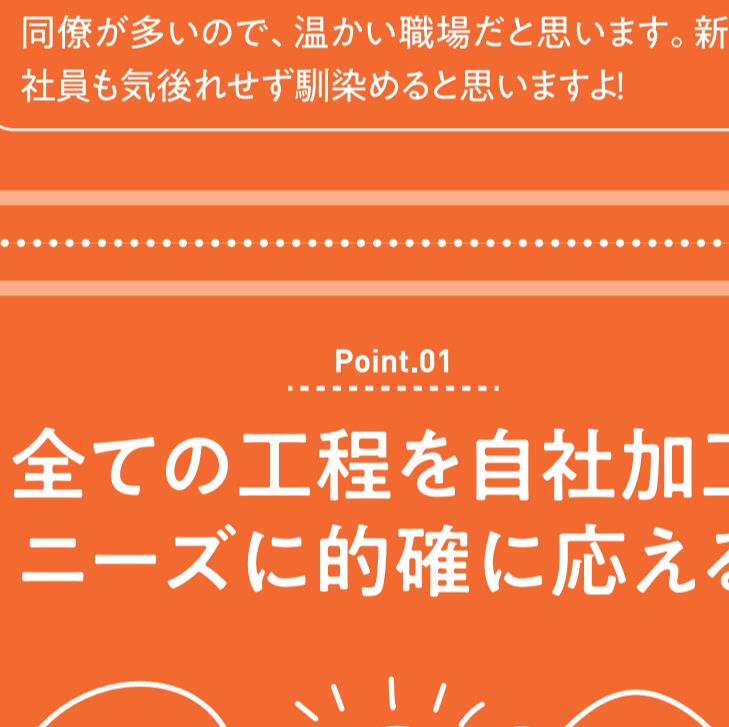 同僚が多いので、温かい職場だと思います。新
社員も気後れせず馴染めると思いますよ!
Point.01
全ての工程を自社加工
ニーズに的確に応える